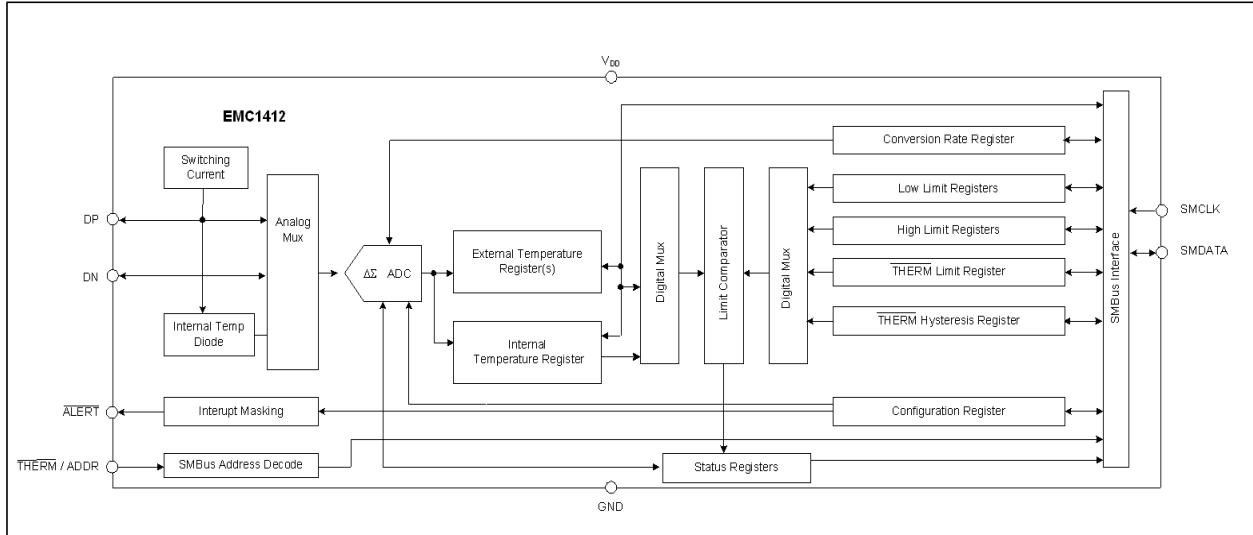 V_DD
EMC1412
Switching
Current
DP
DN
Internal Temp
Diode
Analog
Mux
ΔΣ ADC
External Temperature
Register(s)
Internal
Temperature Register
Digital Mux
Limit Comparator
Digital Mux
Conversion Rate Register
Low Limit Registers
High Limit Registers
THERM Limit Register
THERM Hysteresis Register
Configuration Register
SMBus Interface
SMCLK
SMDATA
ALERT
Interupt Masking
THERM / ADDR
SMBus Address Decode
Status Registers
GND